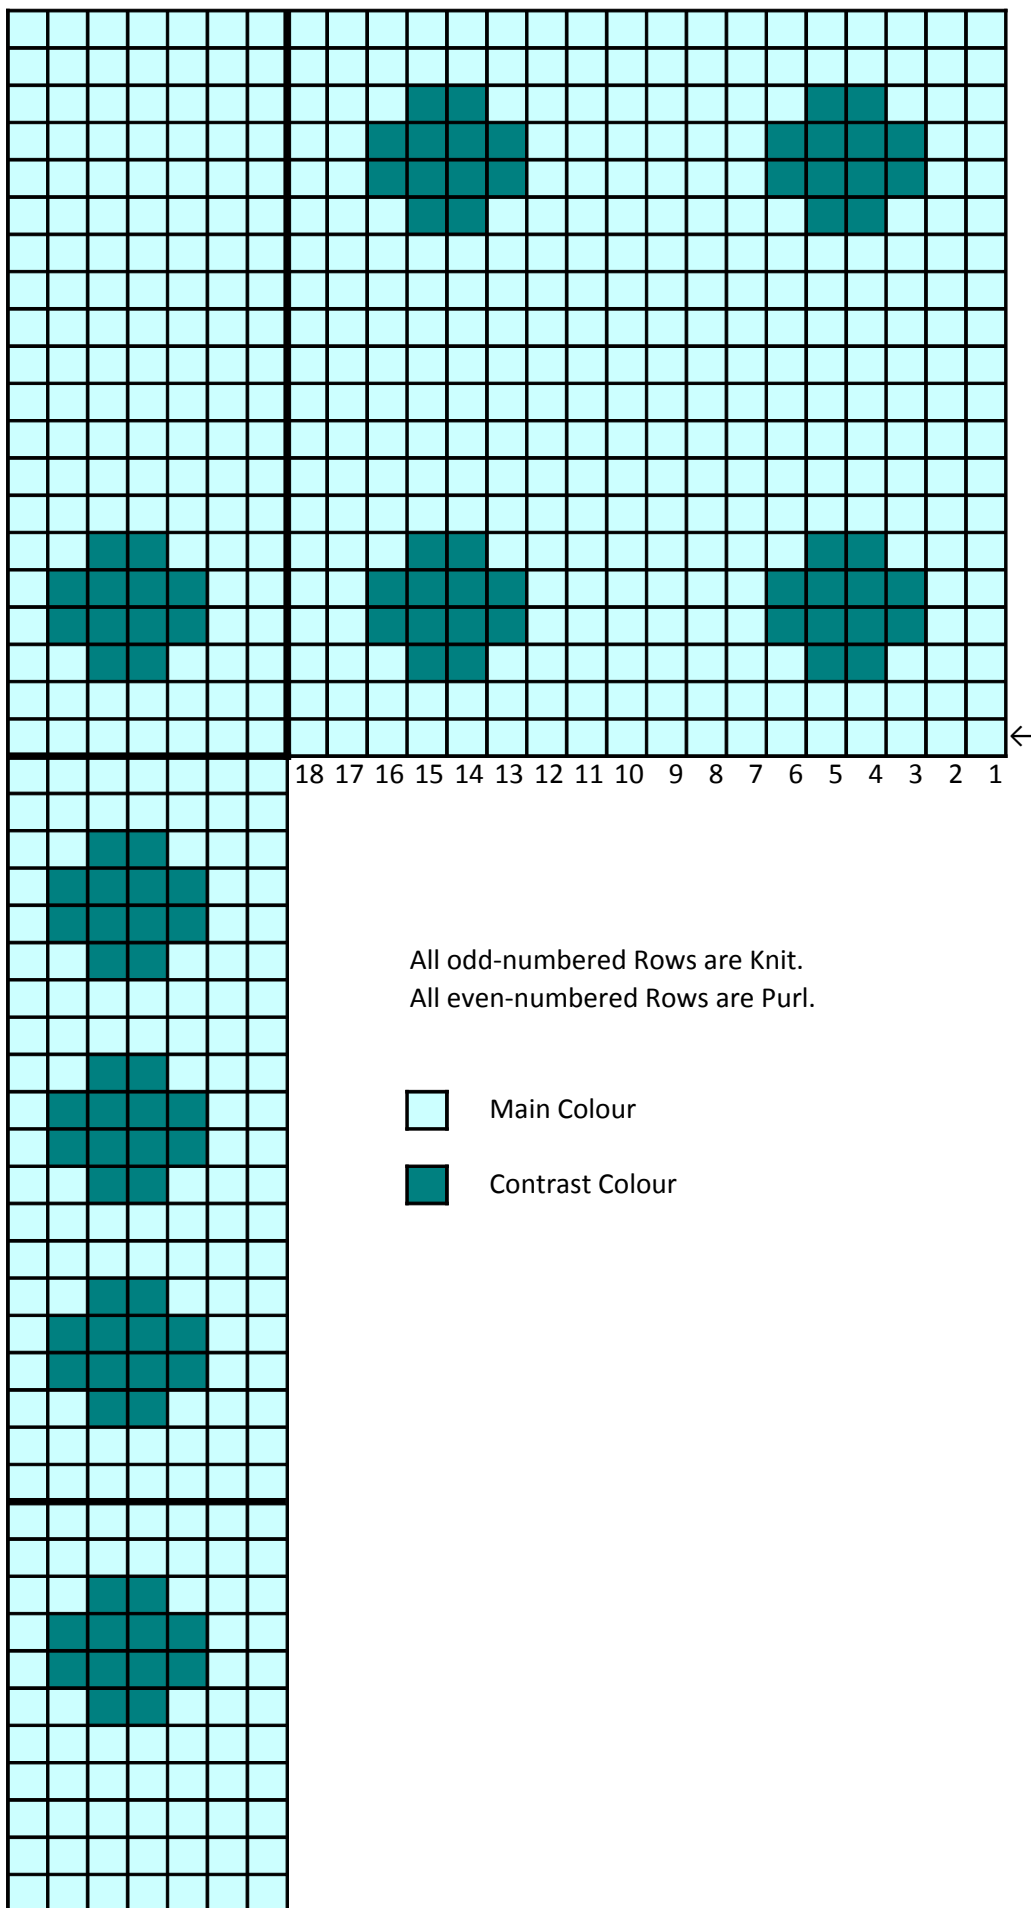 ←
18 17 16 15 14 13 12 11 10 9 8 7 6 5 4 3 2 1
All odd-numbered Rows are Knit.
All even-numbered Rows are Purl.
Main Colour
Contrast Colour